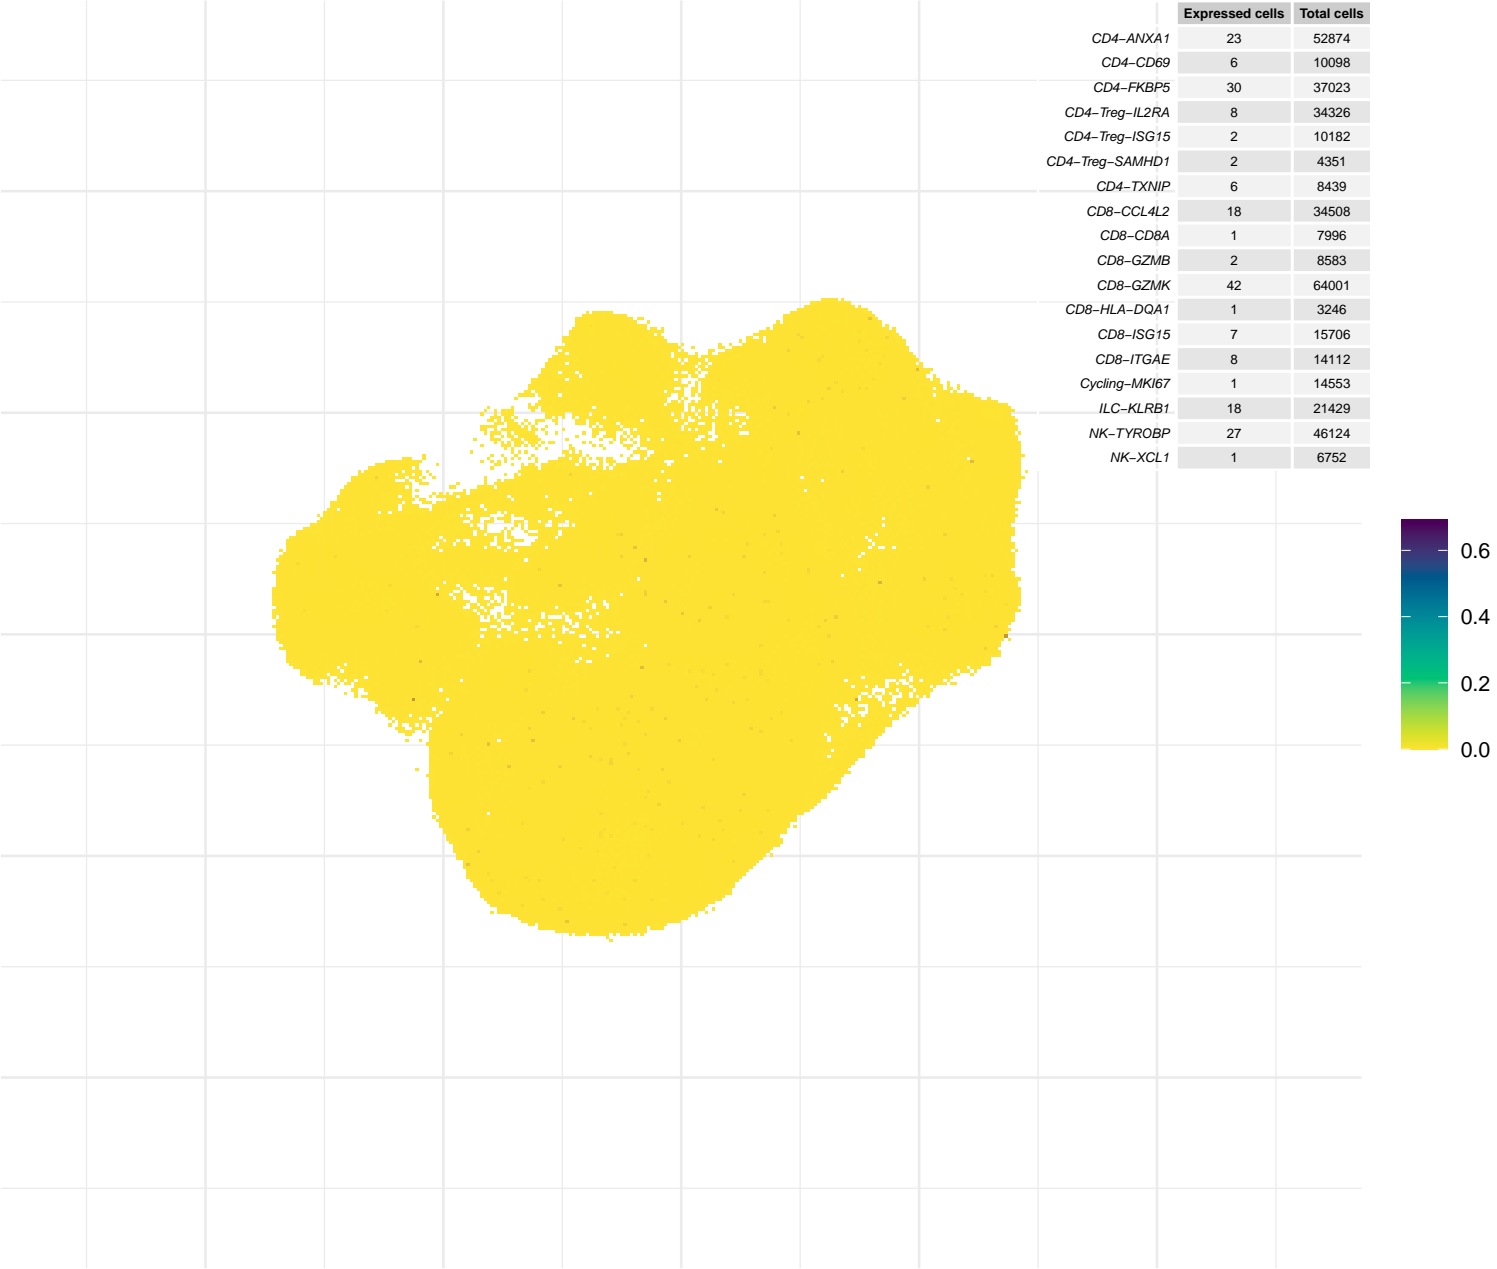 Expressed cells Total cells
CD4−ANXA1 23 52874
CD4−CD69 6 10098
CD4−FKBP5 30 37023
CD4−Treg−IL2RA 8 34326
CD4−Treg−ISG15 2 10182
CD4−Treg−SAMHD1 2 4351
CD4−TXNIP 6 8439
CD8−CCL4L2 18 34508
CD8−CD8A 1 7996
CD8−GZMB 2 8583
CD8−GZMK 42 64001
CD8−HLA−DQA1 1 3246
CD8−ISG15 7 15706
CD8−ITGAE 8 14112
Cycling−MKI67 1 14553
ILC−KLRB1 18 21429
NK−TYROBP 27 46124
NK−XCL1 1 6752
0.6
0.4
0.2
0.0